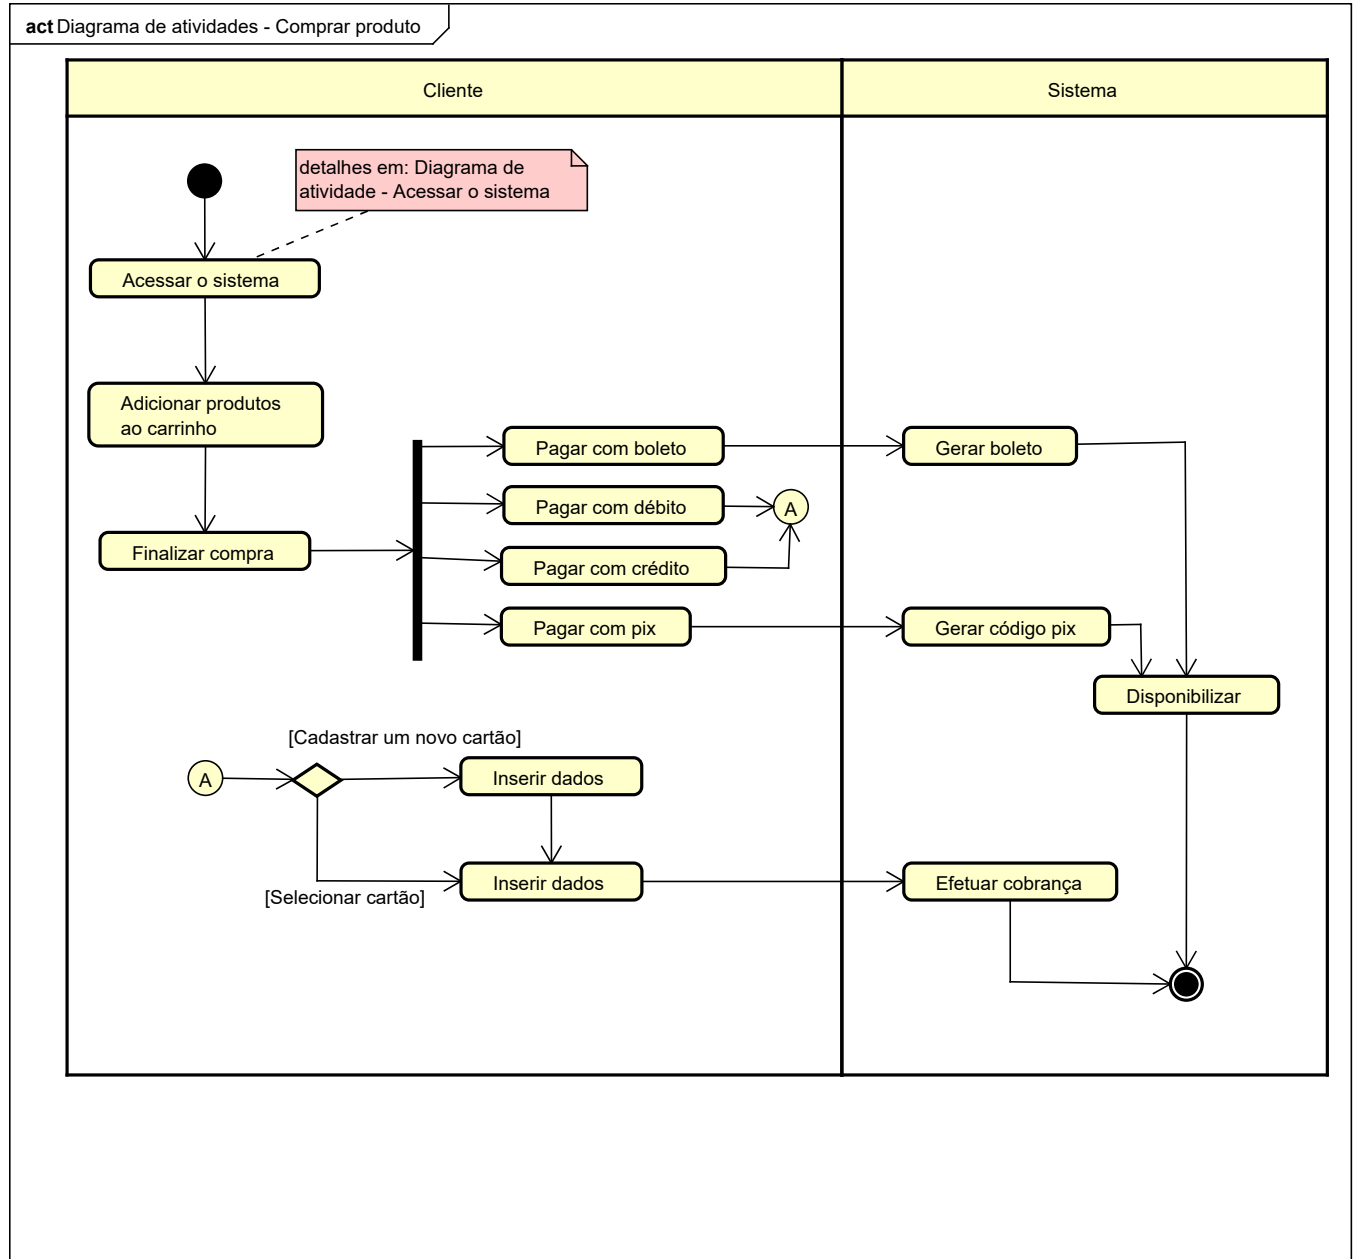 act Diagrama de atividades - Comprar produto
Cliente
Sistema
detalhes em: Diagrama de
atividade - Acessar o sistema
Acessar o sistema
Adicionar produtos
ao carrinho
Finalizar compra
Pagar com boleto
Gerar boleto
Pagar com débito
A
Pagar com crédito
Pagar com pix
Gerar código pix
Disponibilizar
[Cadastrar um novo cartão]
A
Inserir dados
[Selecionar cartão]
Inserir dados
Efetuar cobrança